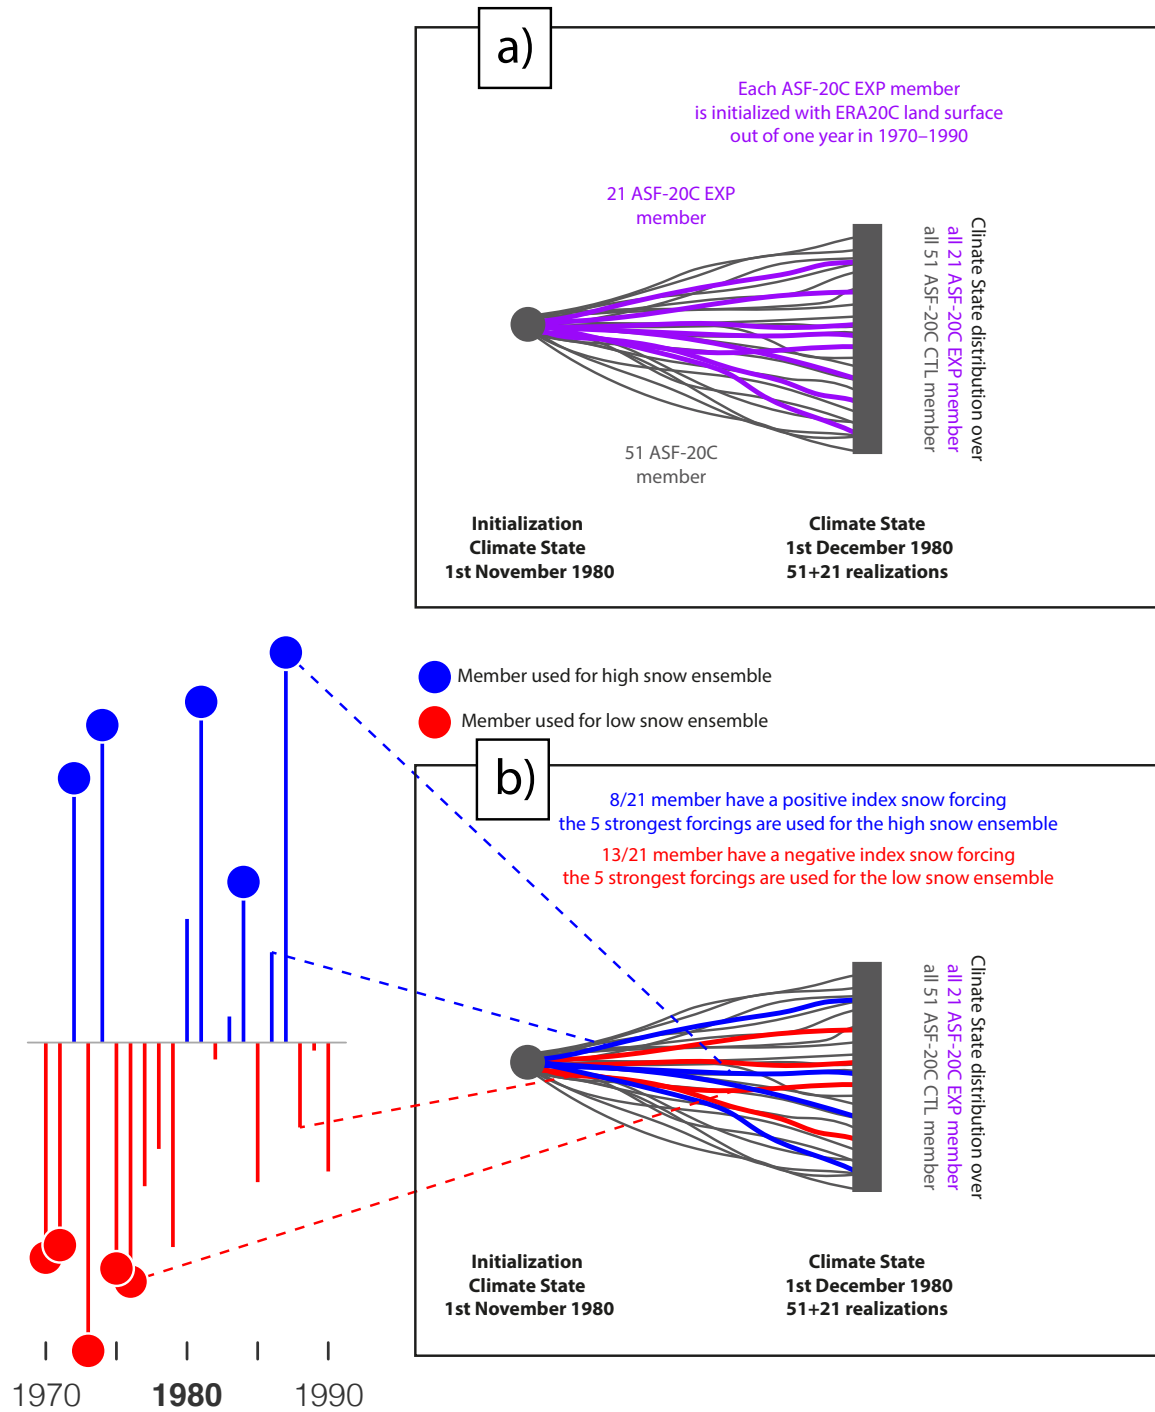 a)
Each ASF-20C EXP member
is initialized with ERA20C land surface
out of one year in 1970–1990
21 ASF-20C EXP
member
Climate State distribution over
all 21 ASF-20C EXP member
all 51 ASF-20C CTL member
51 ASF-20C
member
Initialization
Climate State
1st November 1980
Climate State
1st December 1980
51+21 realizations
Member used for high snow ensemble
Member used for low snow ensemble
b)
8/21 member have a positive index snow forcing
the 5 strongest forcings are used for the high snow ensemble
13/21 member have a negative index snow forcing
the 5 strongest forcings are used for the low snow ensemble
Climate State distribution over
all 21 ASF-20C EXP member
all 51 ASF-20C CTL member
Initialization
Climate State
1st November 1980
Climate State
1st December 1980
51+21 realizations
1970
1980
1990